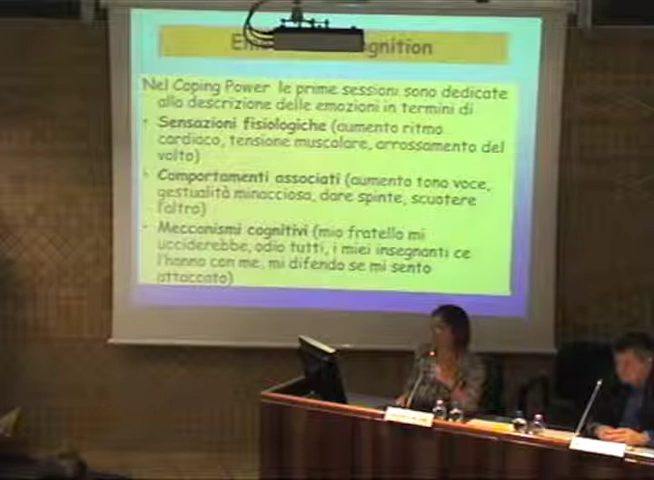 Nel Coping Power le prime sessioni sono dedicate
alla descrizione delle emozioni in termini di
• Sensazioni fisiologiche (aumento ritmo
cardiaco, tensione muscolare, arrossamento del
volto)
• Comportamenti associati (aumento tono voce,
gestualità minacciosa, dare spinte, scuotere
l'altro)
• Meccanismi cognitivi (mio fratello mi
ucciderebbe, odio tutti, i miei insegnanti ce
l'hanno con me, mi difendo se mi sento
attaccato)